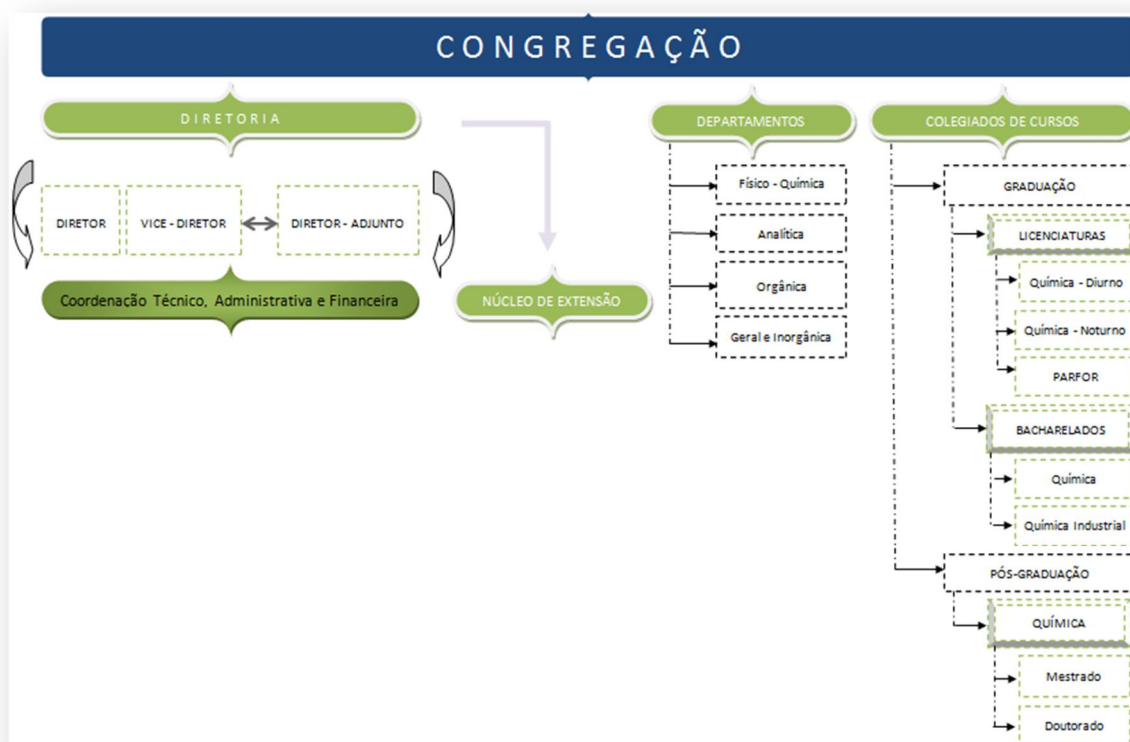 CONGREGAÇÃO
DIRETORIA
DIRETOR
VICE - DIRETOR
DIRETOR - ADJUNTO
Coordenação Técnico, Administrativa e Financeira
NÚCLEO DE EXTENSÃO
DEPARTAMENTOS
Físico - Química
Analítica
Orgânica
Geral e Inorgânica
COLEGIADOS DE CURSOS
GRADUAÇÃO
LICENCIATURAS
Química - Diurno
Química - Noturno
PARFOR
BACHARELADOS
Química
Química Industrial
PÓS-GRADUAÇÃO
QUÍMICA
Mestrado
Doutorado